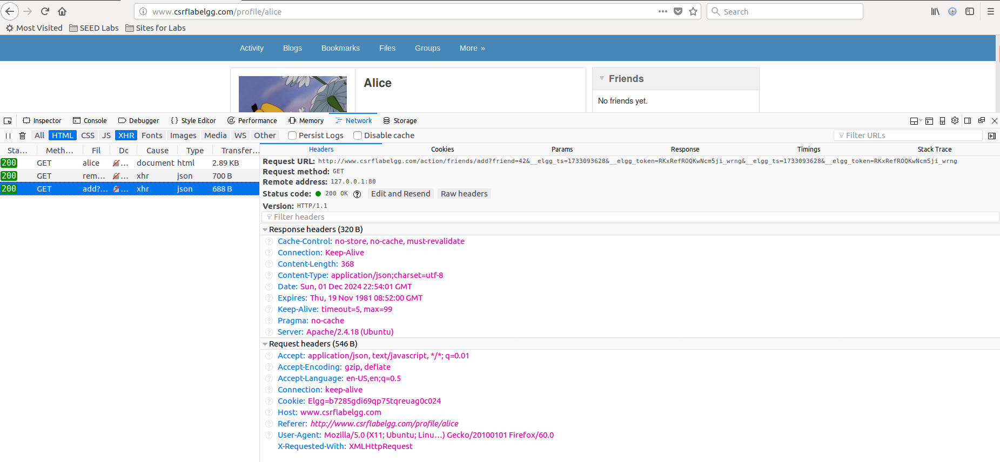 www.csrflabelgg.com/profile/alice
Search
Most Visited SEED Labs Sites for Labs
Activity Blogs Bookmarks Files Groups More »
Alice
Friends
No friends yet.
Inspector Console Debugger Style Editor Performance Memory Network Storage
All HTML CSS JS XHR Fonts Images Media WS Other Persist Logs Disable cache Filter URLs
Sta... Meth... Fil Dc Cause Type Transfer...
Headers Cookies Params Response Timings Stack Trace
200 GET alice ... document html 2.89 KB
200 GET rem... ... xhr json 700 B
200 GET add?... ... xhr json 688 B
Request URL: http://www.csrflabelgg.com/action/friends/add?friend=42&__elgg_ts=1733093628&__elgg_token=RKxRefROQKwNcm5ji_wrng&__elgg_ts=1733093628&__elgg_token=RKxRefROQKwNcm5ji_wrng
Request method: GET
Remote address: 127.0.0.1:80
Status code: 200 OK Edit and Resend Raw headers
Version: HTTP/1.1
Filter headers
Response headers (320 B)
Cache-Control: no-store, no-cache, must-revalidate
Connection: Keep-Alive
Content-Length: 368
Content-Type: application/json;charset=utf-8
Date: Sun, 01 Dec 2024 22:54:01 GMT
Expires: Thu, 19 Nov 1981 08:52:00 GMT
Keep-Alive: timeout=5, max=99
Pragma: no-cache
Server: Apache/2.4.18 (Ubuntu)
Request headers (546 B)
Accept: application/json, text/javascript, */*; q=0.01
Accept-Encoding: gzip, deflate
Accept-Language: en-US,en;q=0.5
Connection: keep-alive
Cookie: Elgg=b7285gdi69qp75tqreuag0c024
Host: www.csrflabelgg.com
Referer: http://www.csrflabelgg.com/profile/alice
User-Agent: Mozilla/5.0 (X11; Ubuntu; Linu...) Gecko/20100101 Firefox/60.0
X-Requested-With: XMLHttpRequest